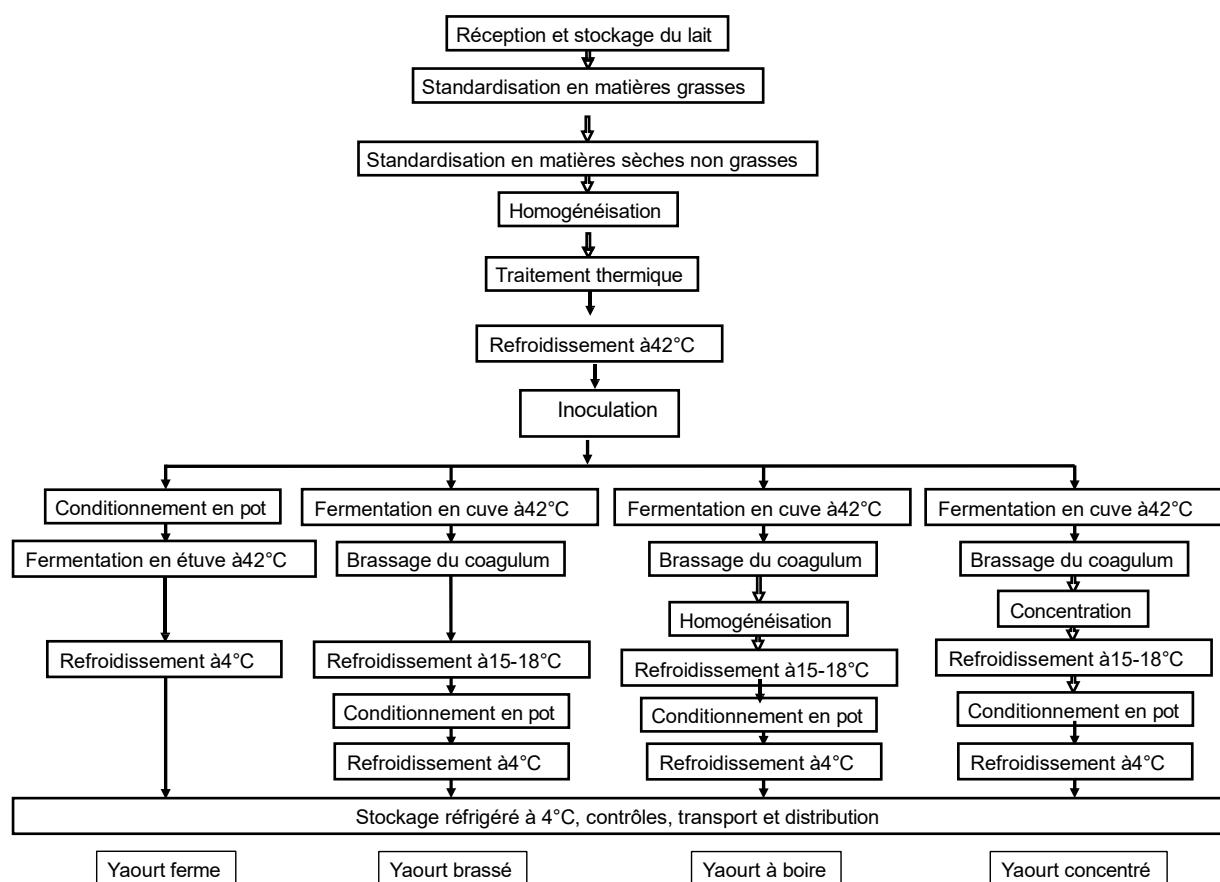 Réception et stockage du lait
Standardisation en matières grasses
Standardisation en matières sèches non grasses
Homogénéisation
Traitement thermique
Refroidissement à42°C
Inoculation
Conditionnement en pot
Fermentation en cuve à42°C
Fermentation en cuve à42°C
Fermentation en cuve à42°C
Fermentation en étuve à42°C
Brassage du coagulum
Brassage du coagulum
Brassage du coagulum
Homogénéisation
Concentration
Refroidissement à4°C
Refroidissement à15-18°C
Refroidissement à15-18°C
Refroidissement à15-18°C
Conditionnement en pot
Conditionnement en pot
Conditionnement en pot
Refroidissement à4°C
Refroidissement à4°C
Refroidissement à4°C
Stockage réfrigéré à 4°C, contrôles, transport et distribution
Yaourt ferme
Yaourt brassé
Yaourt à boire
Yaourt concentré